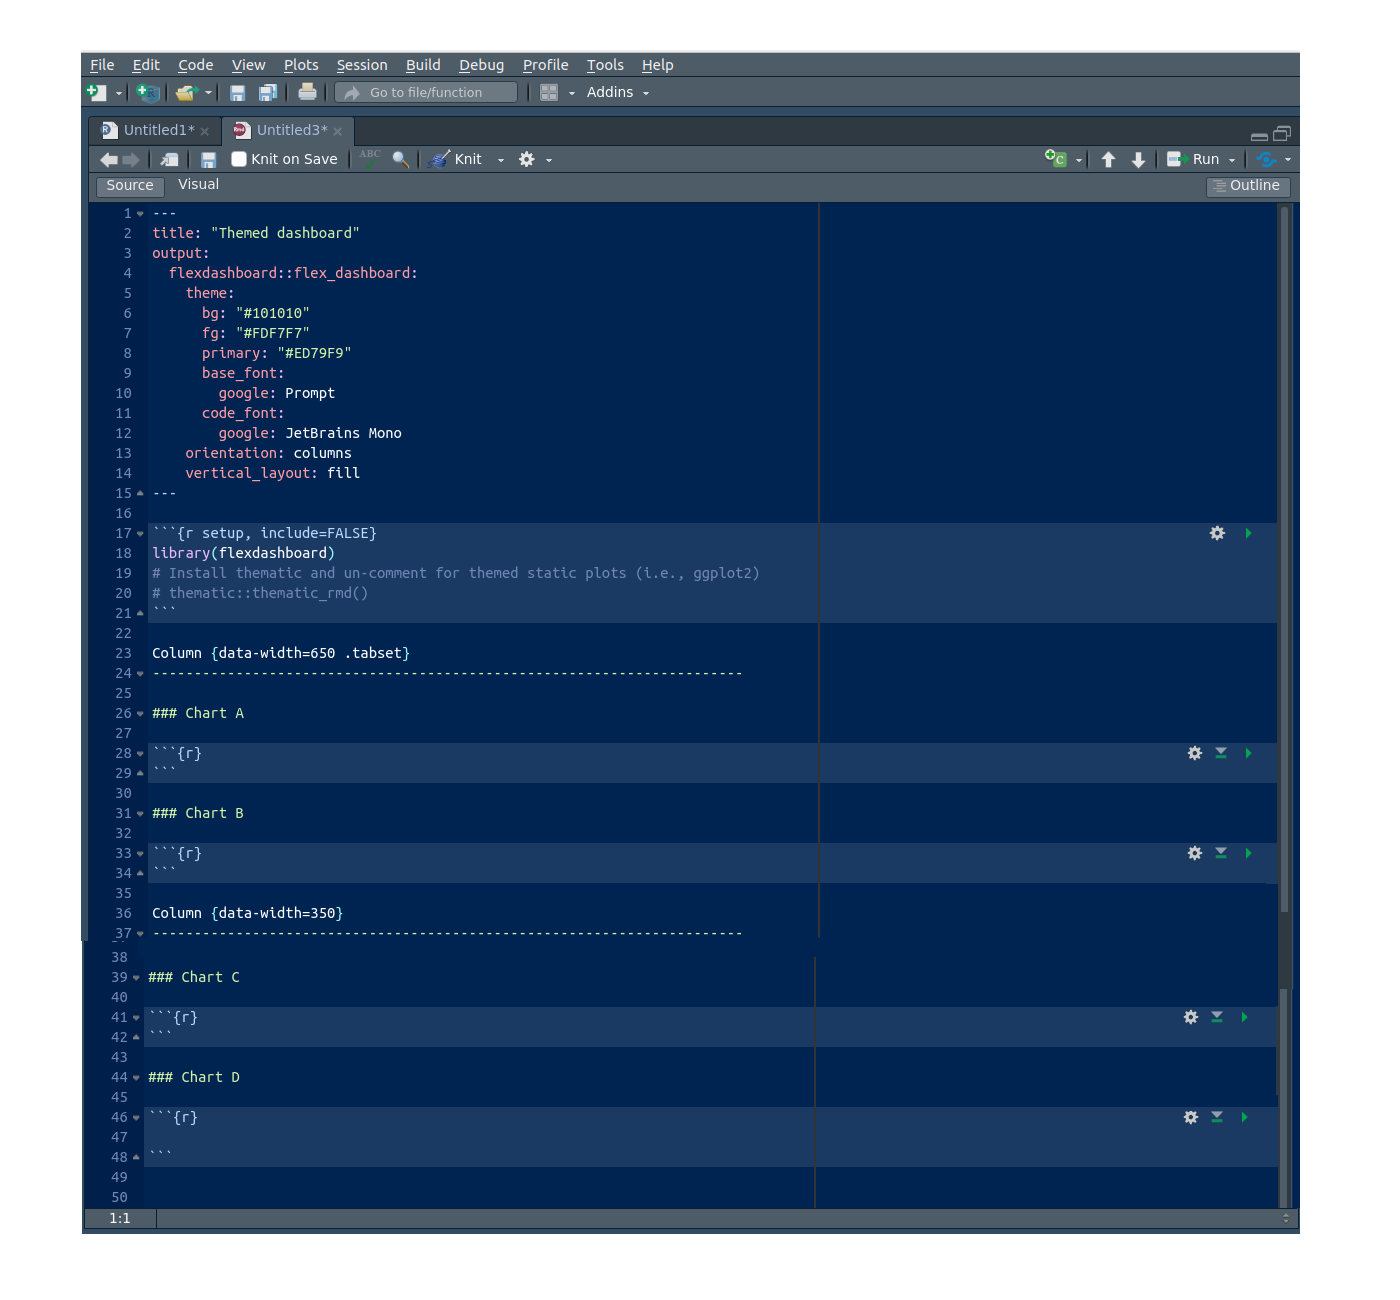 File Edit Code View Plots Session Build Debug Profile Tools Help
Go to file/function Addins
Untitled1* Untitled3*
Knit on Save ABC Knit C Run
Source Visual Outline
1 ---
2 title: "Themed dashboard"
3 output:
4 flexdashboard::flex_dashboard:
5 theme:
6 bg: "#101010"
7 fg: "#FDF7F7"
8 primary: "#ED79F9"
9 base_font:
10 google: Prompt
11 code_font:
12 google: JetBrains Mono
13 orientation: columns
14 vertical_layout: fill
15 ---
16
17 ```{r setup, include=FALSE}
18 library(flexdashboard)
19 # Install thematic and un-comment for themed static plots (i.e., ggplot2)
20 # thematic::thematic_rmd()
21 ```
22
23 Column {data-width=650 .tabset}
24 -----------------------------------------------------------------------
25
26 ### Chart A
27
28 ```{r}
29 ```
30
31 ### Chart B
32
33 ```{r}
34 ```
35
36 Column {data-width=350}
37 -----------------------------------------------------------------------
38
39 ### Chart C
40
41 ```{r}
42 ```
43
44 ### Chart D
45
46 ```{r}
47
48 ```
49
50
1:1